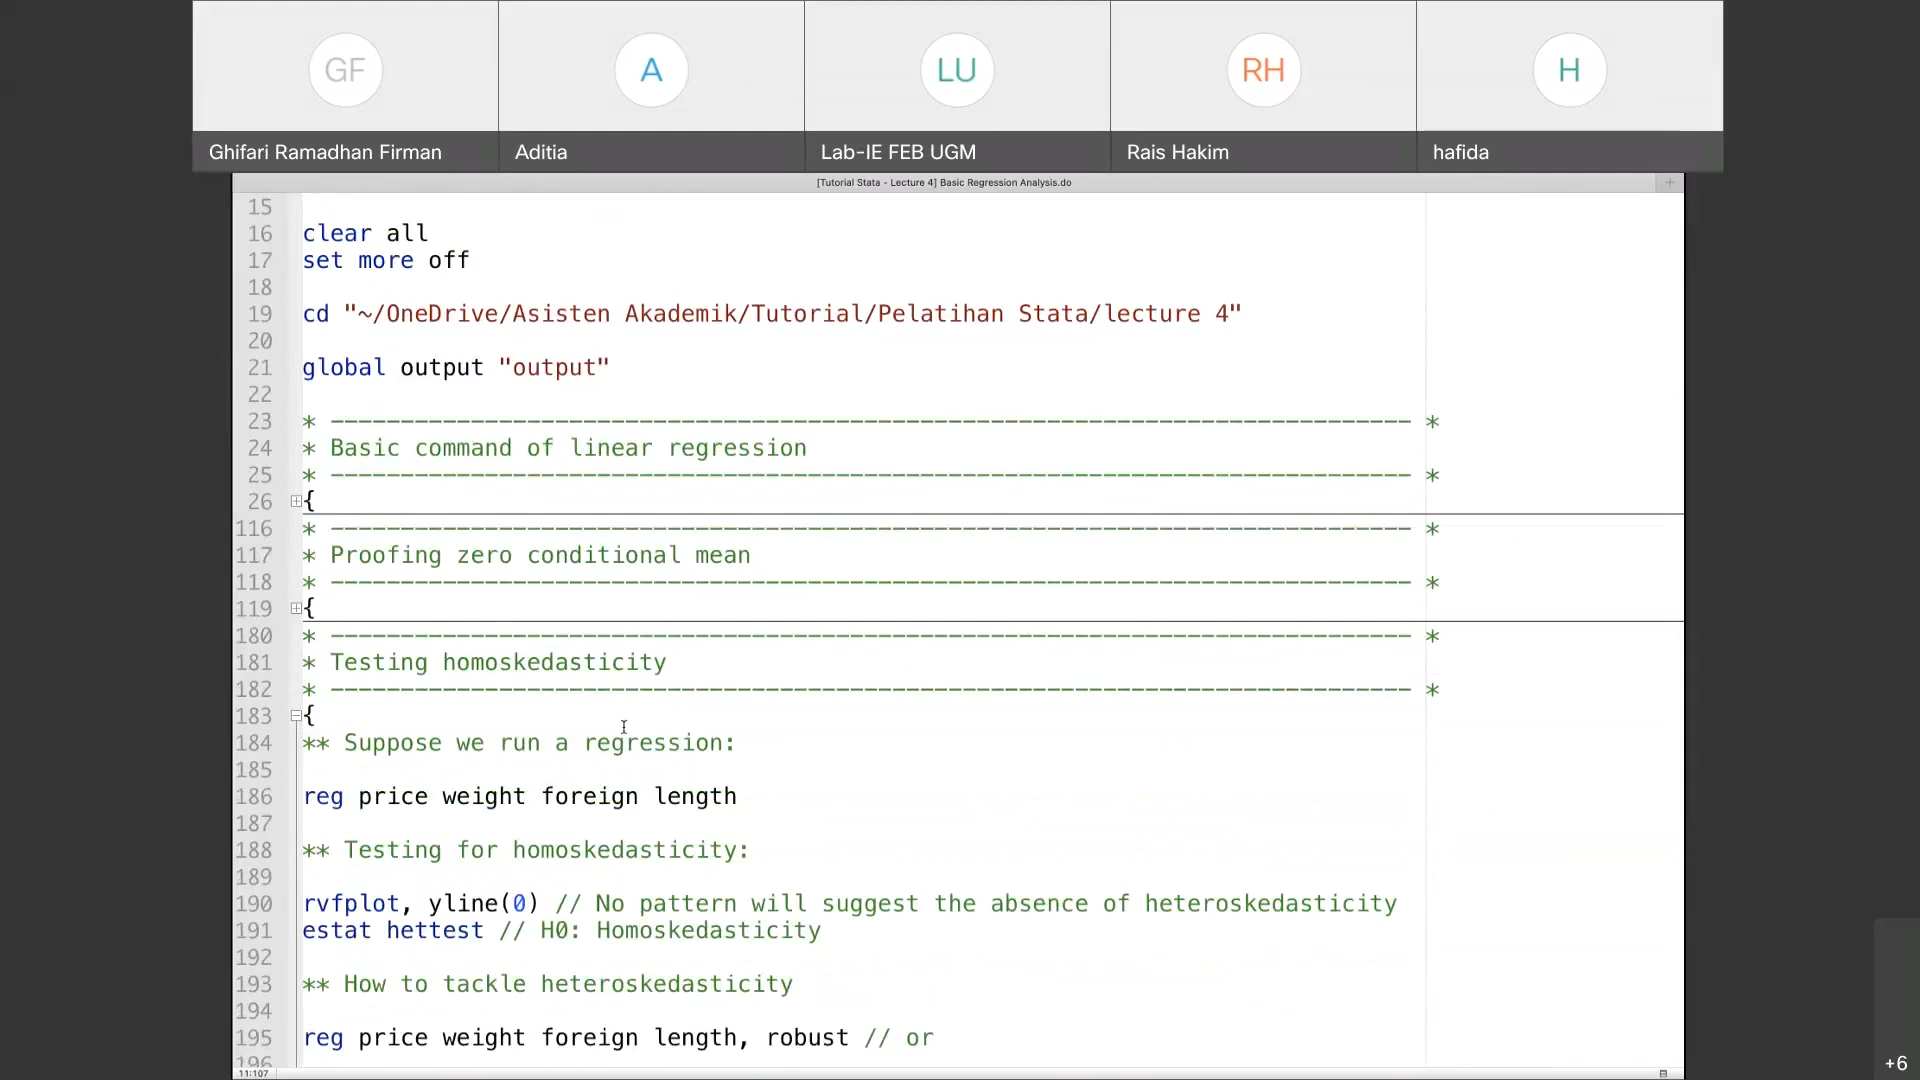 GF
A
LU
RH
H
Ghifari Ramadhan Firman
Aditia
Lab-IE FEB UGM
Rais Hakim
hafida
[Tutorial Stata - Lecture 4] Basic Regression Analysis.do
15
16 clear all
17 set more off
18
19 cd "~/OneDrive/Asisten Akademik/Tutorial/Pelatihan Stata/lecture 4"
20
21 global output "output"
22
23 * ----------------------------------------------------------------------------- *
24 * Basic command of linear regression
25 * ----------------------------------------------------------------------------- *
26 {
116 * ----------------------------------------------------------------------------- *
117 * Proofing zero conditional mean
118 * ----------------------------------------------------------------------------- *
119 {
180 * ----------------------------------------------------------------------------- *
181 * Testing homoskedasticity
182 * ----------------------------------------------------------------------------- *
183 {
184 ** Suppose we run a regression:
185
186 reg price weight foreign length
187
188 ** Testing for homoskedasticity:
189
190 rvfplot, yline(0) // No pattern will suggest the absence of heteroskedasticity
191 estat hettest // H0: Homoskedasticity
192
193 ** How to tackle heteroskedasticity
194
195 reg price weight foreign length, robust // or
196
11:107
+6